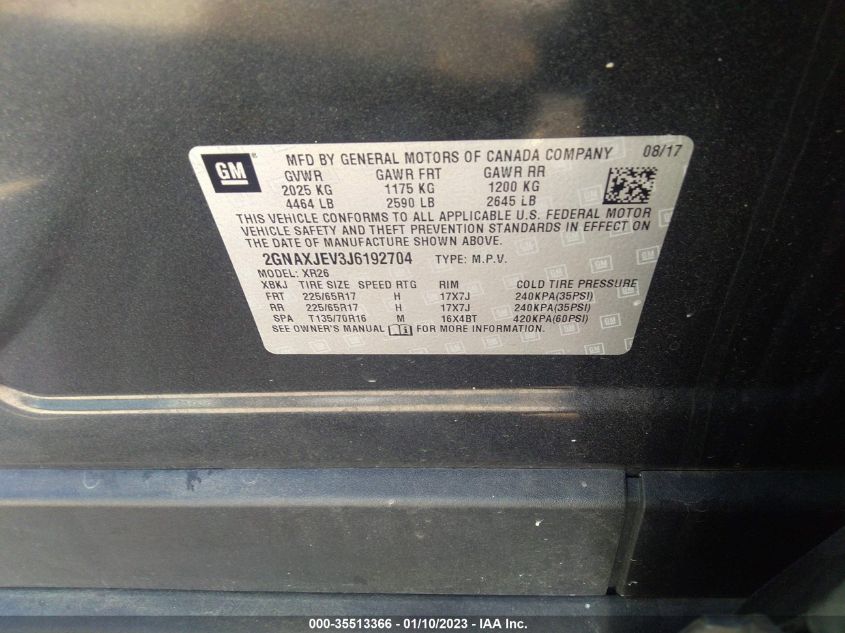 GM ® MFD BY GENERAL MOTORS OF CANADA COMPANY 08/17
GVWR GAWR FRT GAWR RR
2025 KG 1175 KG 1200 KG
4464 LB 2590 LB 2645 LB
THIS VEHICLE CONFORMS TO ALL APPLICABLE U.S. FEDERAL MOTOR
VEHICLE SAFETY AND THEFT PREVENTION STANDARDS IN EFFECT ON
THE DATE OF MANUFACTURE SHOWN ABOVE.
2GNAXJEV3J6192704 TYPE: M.P.V.
MODEL: XR26
XBKJ TIRE SIZE SPEED RTG RIM COLD TIRE PRESSURE
FRT 225/65R17 H 17X7J 240KPA(35PSI)
RR 225/65R17 H 17X7J 240KPA(35PSI)
SPA T135/70R16 M 16X4BT 420KPA(60PSI)
SEE OWNER'S MANUAL FOR MORE INFORMATION.
000-35513366 - 01/10/2023 - IAA Inc.